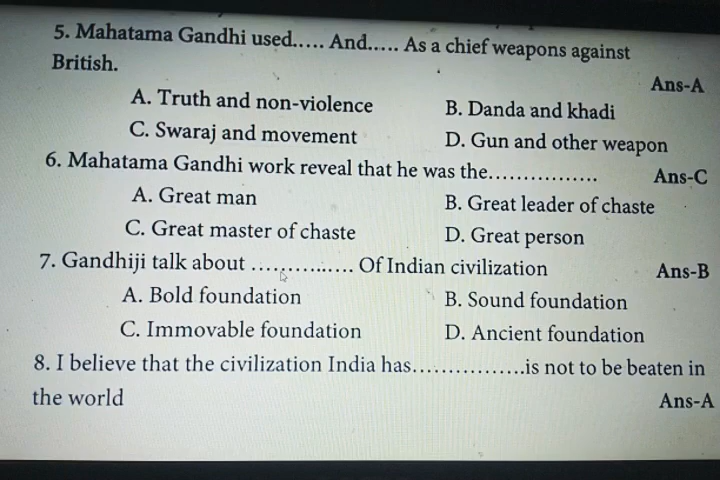 5. Mahatama Gandhi used..... And..... As a chief weapons against
British.
Ans-A
A. Truth and non-violence B. Danda and khadi
C. Swaraj and movement D. Gun and other weapon
6. Mahatama Gandhi work reveal that he was the................ Ans-C
A. Great man B. Great leader of chaste
C. Great master of chaste D. Great person
7. Gandhiji talk about ................ Of Indian civilization Ans-B
A. Bold foundation B. Sound foundation
C. Immovable foundation D. Ancient foundation
8. I believe that the civilization India has.................is not to be beaten in
the world Ans-A